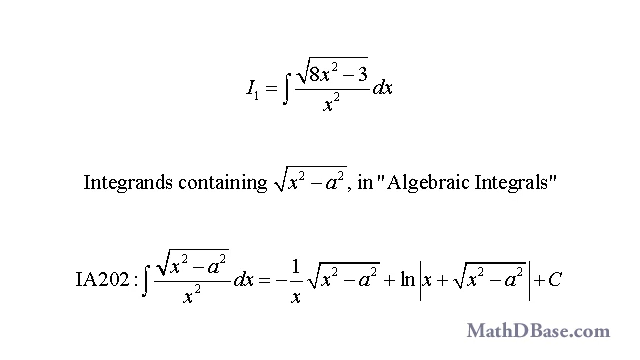 I₁ = ∫ √(8x² − 3) / x² dx
Integrands containing √(x² − a²), in "Algebraic Integrals"
IA202 : ∫ √(x² − a²) / x² dx = −1/x √(x² − a²) + ln|x + √(x² − a²)| + C
MathDBase.com